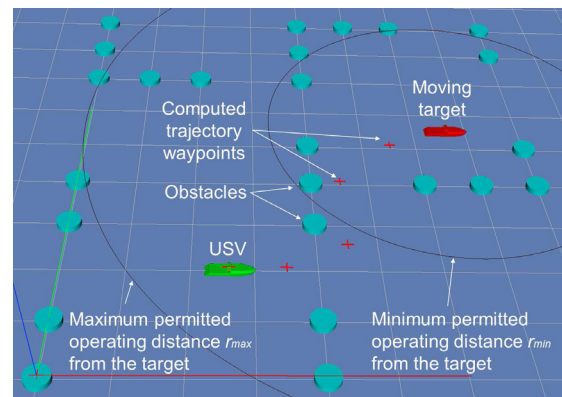 Moving
target
Computed
trajectory
waypoints
Obstacles
USV
Maximum permitted
operating distance rmax
from the target
Minimum permitted
operating distance rmin
from the target